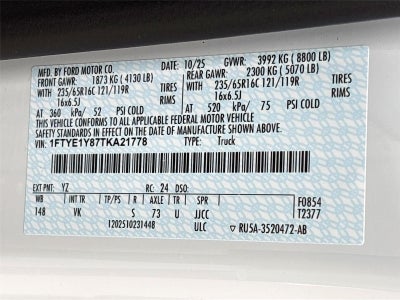 MFD. BY FORD MOTOR CO. 10/25 GVWR: 3992 KG ( 8800 LB)
FRONT GAWR: 1873 KG ( 4130 LB) REAR GAWR: 2300 KG ( 5070 LB)
WITH 235/65R16C 121/119R TIRES WITH 235/65R16C 121/119R TIRES
16x6.5J RIMS 16x6.5J RIMS
AT 360 kPa/ 52 PSI COLD AT 520 kPa/ 75 PSI COLD
THIS VEHICLE CONFORMS TO ALL APPLICABLE FEDERAL MOTOR VEHICLE
SAFETY STANDARDS IN EFFECT ON THE DATE OF MANUFACTURE SHOWN ABOVE.
VIN: 1FTYE1Y87TKA21778 TYPE: Truck
EXT PNT: YZ RC: 24 DSO: F0854
WB INT TR TP/PS R AXLE TR SPR T2377
148 VK S 73 U JJCC
1202510231448 ULC RU5A-3520472-AB